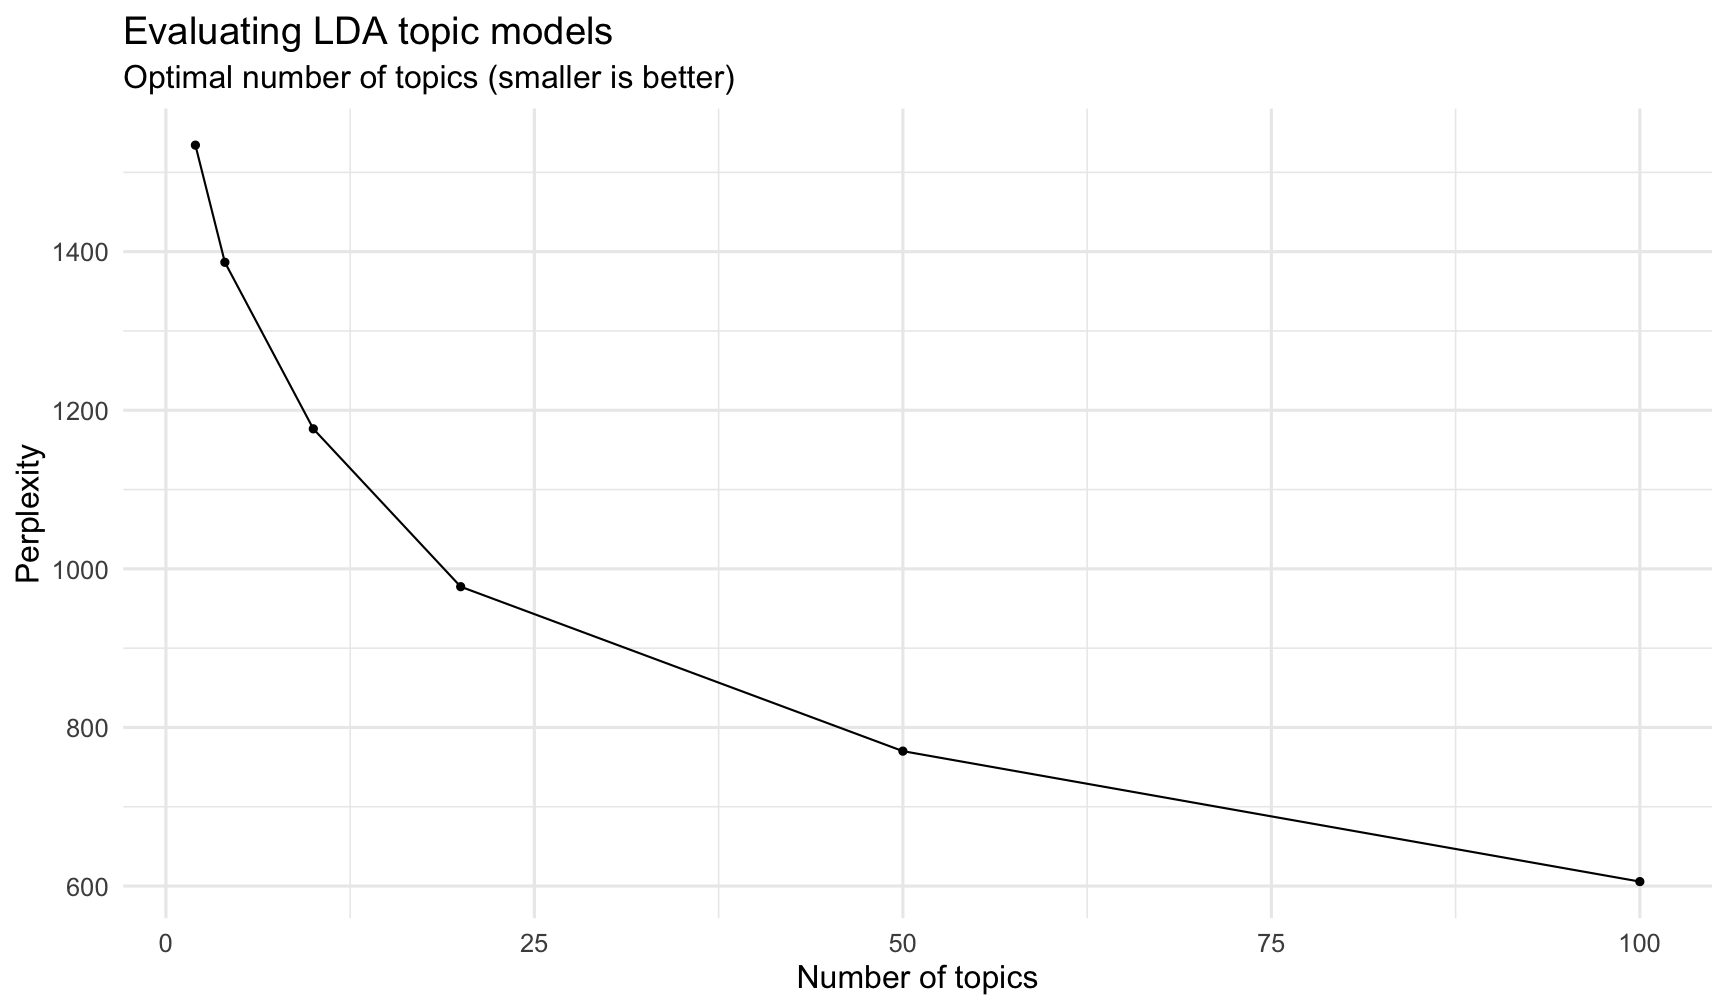 Evaluating LDA topic models
Optimal number of topics (smaller is better)
1400
1200
1000
800
600
Perplexity
0 25 50 75 100
Number of topics